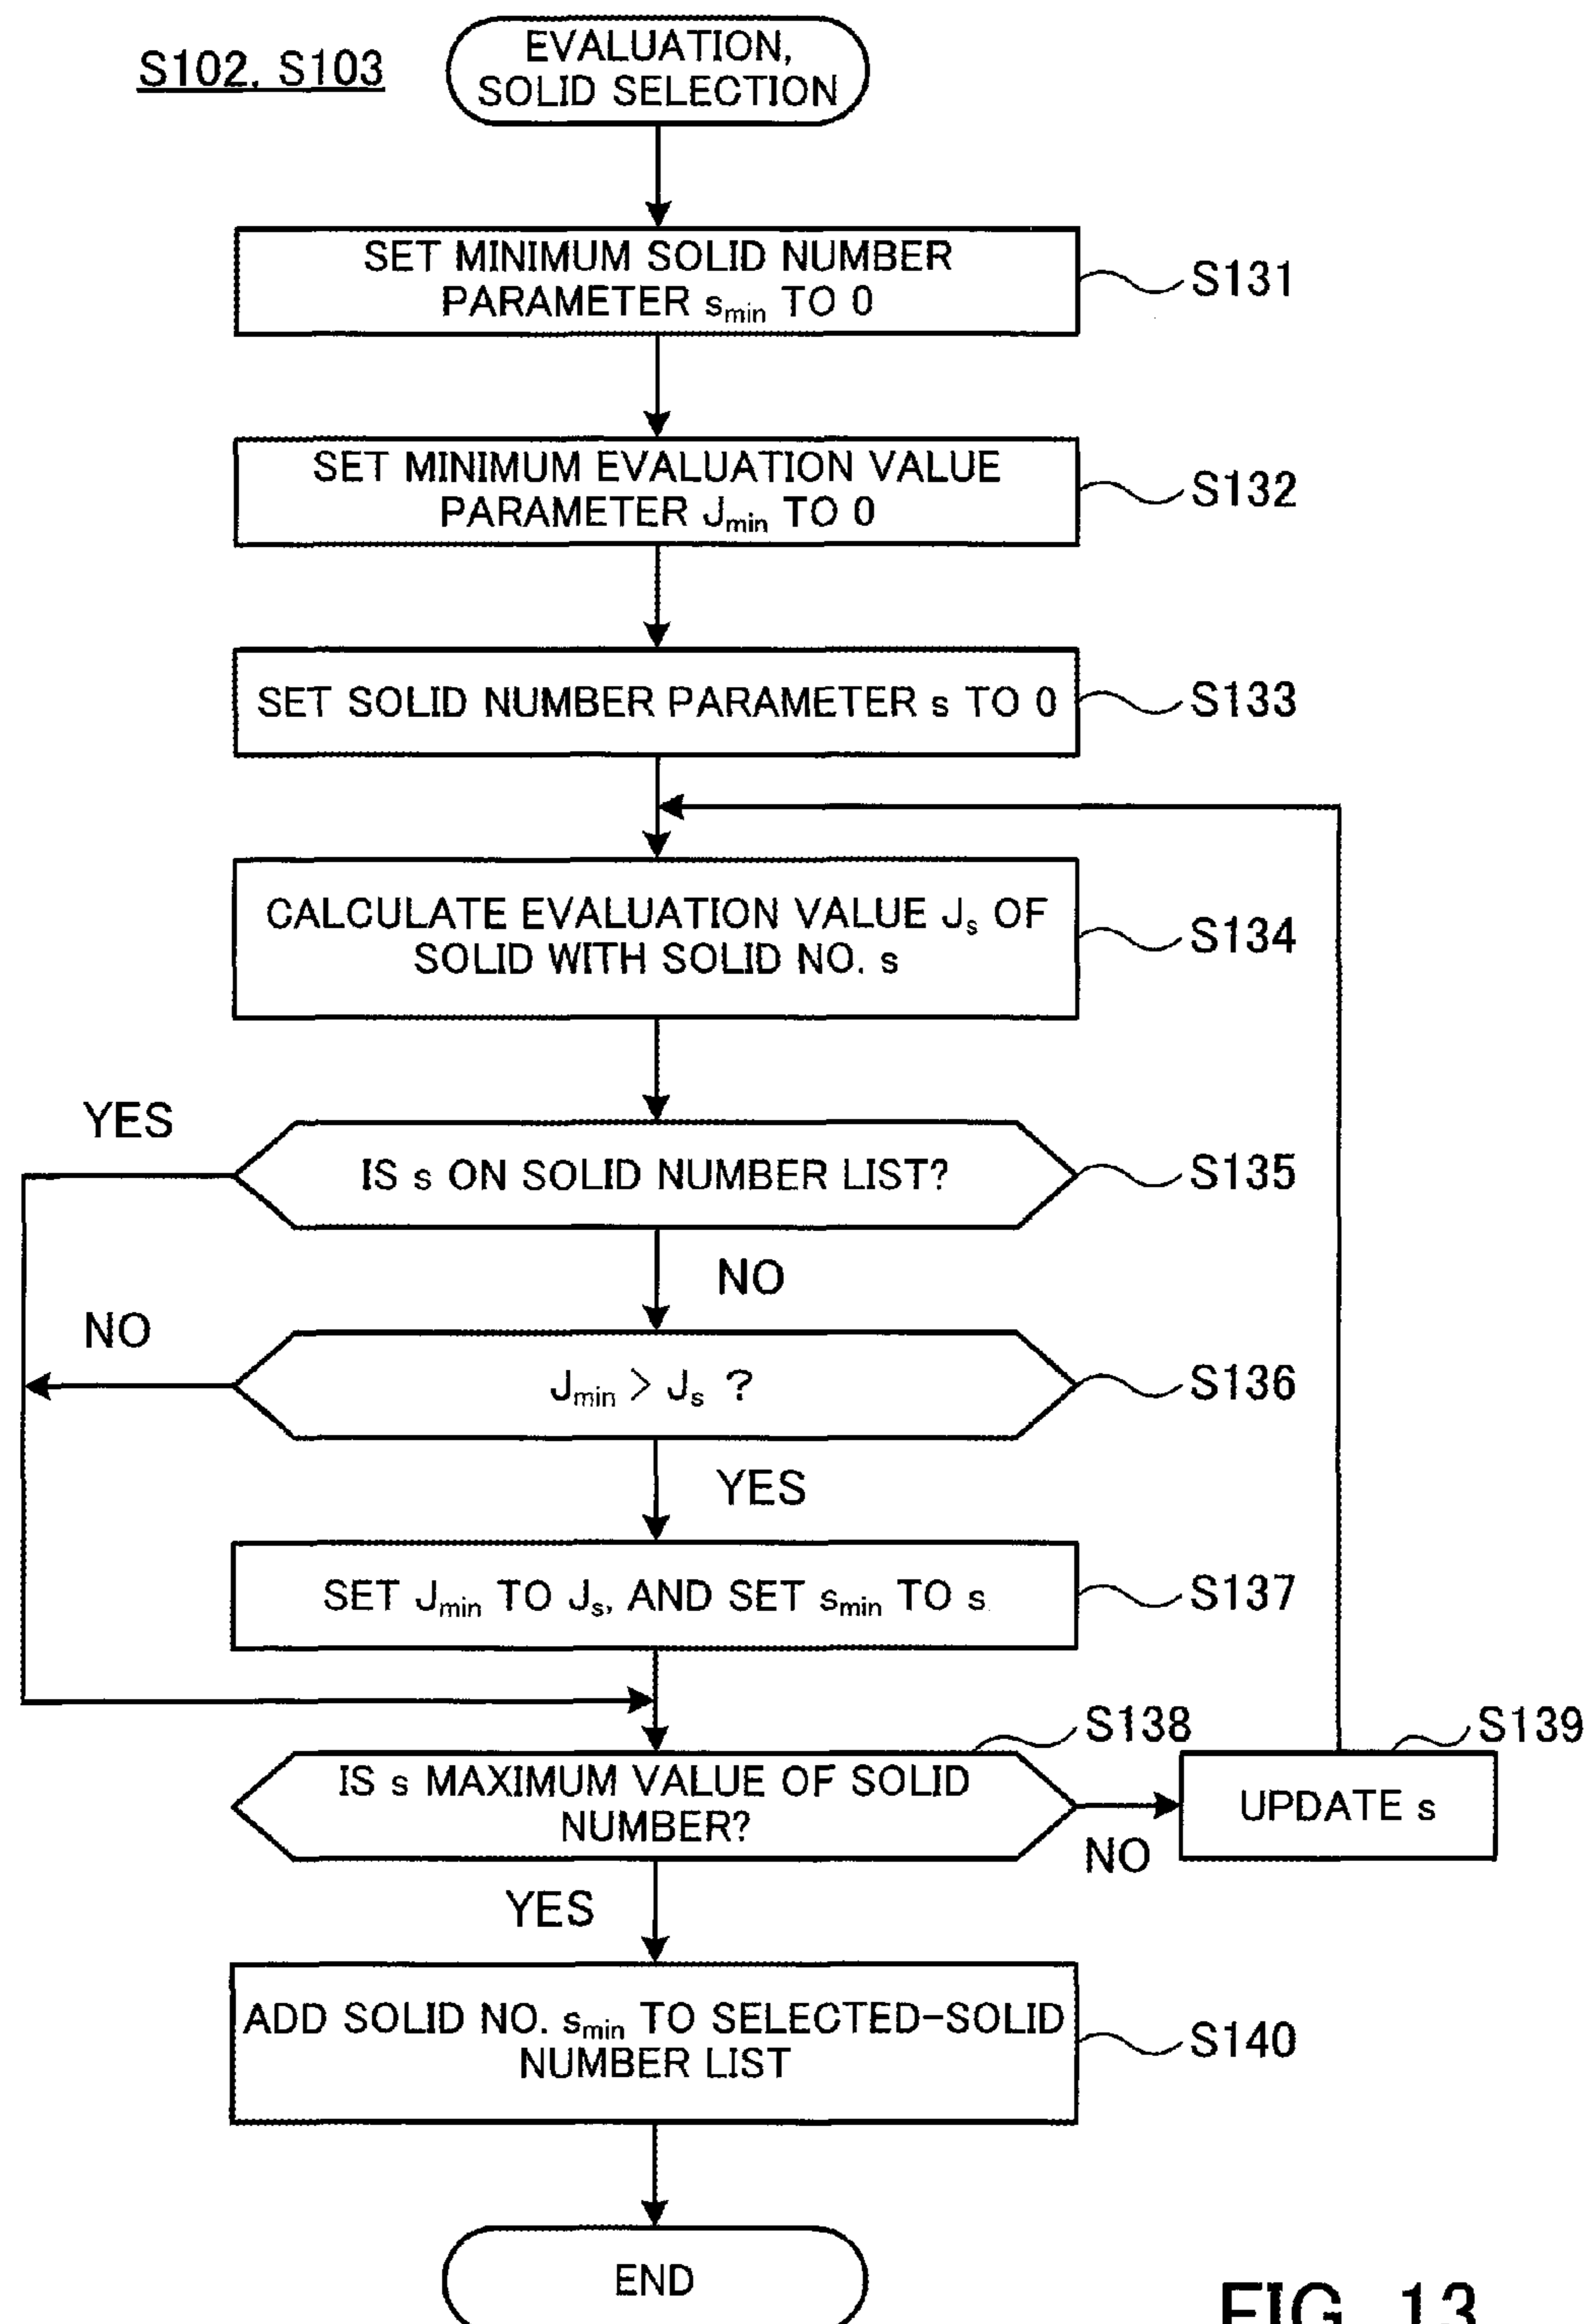 S102, S103
EVALUATION,
SOLID SELECTION
SET MINIMUM SOLID NUMBER
PARAMETER smin TO 0
S131
SET MINIMUM EVALUATION VALUE
PARAMETER Jmin TO 0
S132
SET SOLID NUMBER PARAMETER s TO 0
S133
CALCULATE EVALUATION VALUE Js OF
SOLID WITH SOLID NO. s
S134
YES
IS s ON SOLID NUMBER LIST?
S135
NO
NO
Jmin > Js ?
S136
YES
SET Jmin TO Js, AND SET smin TO s
S137
S138
S139
IS s MAXIMUM VALUE OF SOLID
NUMBER?
NO
UPDATE s
YES
ADD SOLID NO. smin TO SELECTED-SOLID
NUMBER LIST
S140
END
FIG. 13